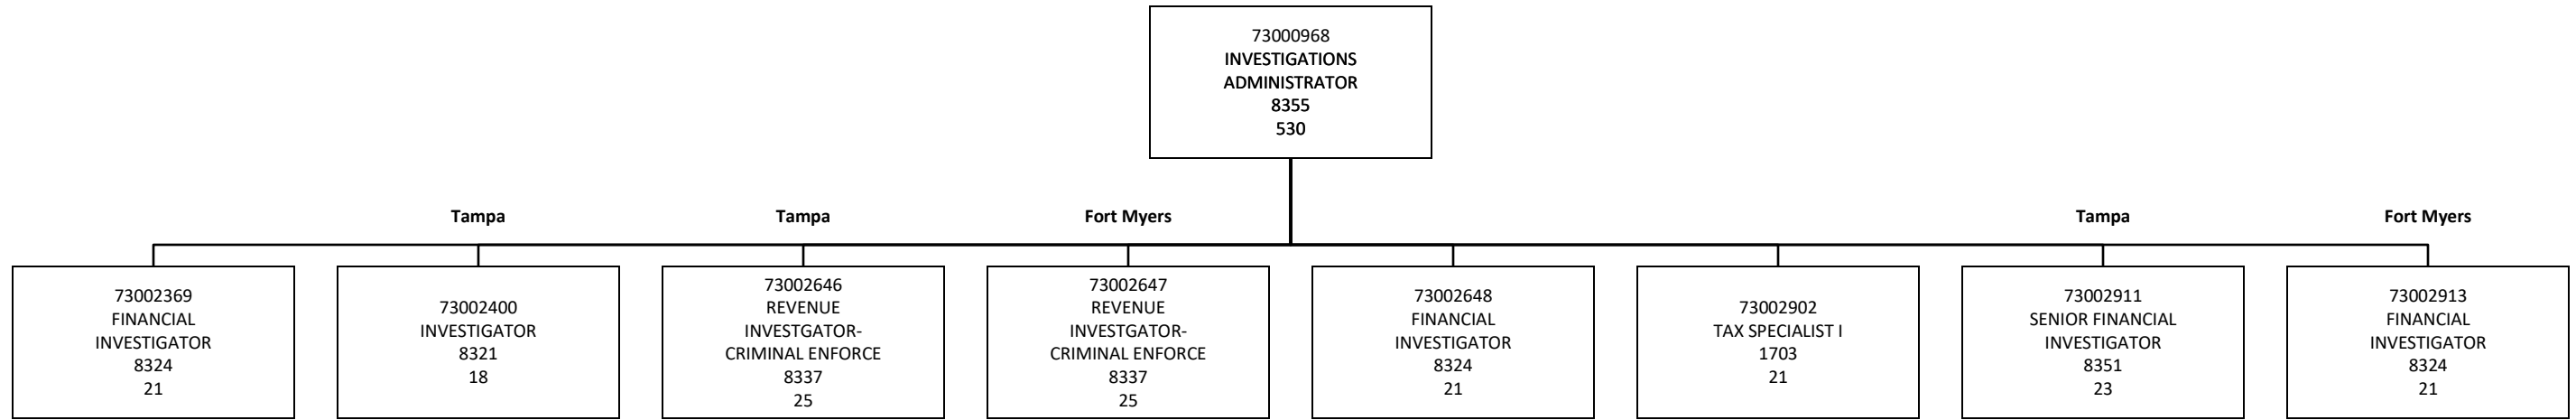 73000968
INVESTIGATIONS
ADMINISTRATOR
8355
530
Tampa
Tampa
Fort Myers
Tampa
Fort Myers
73002369
FINANCIAL
INVESTIGATOR
8324
21
73002400
INVESTIGATOR
8321
18
73002646
REVENUE
INVESTGATOR-
CRIMINAL ENFORCE
8337
25
73002647
REVENUE
INVESTGATOR-
CRIMINAL ENFORCE
8337
25
73002648
FINANCIAL
INVESTIGATOR
8324
21
73002902
TAX SPECIALIST I
1703
21
73002911
SENIOR FINANCIAL
INVESTIGATOR
8351
23
73002913
FINANCIAL
INVESTIGATOR
8324
21